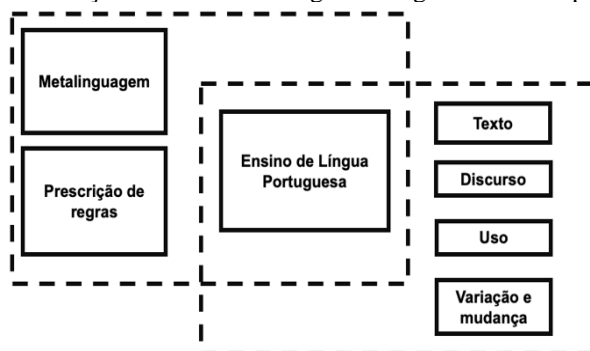 Metalinguagem
Prescrição de
regras
Ensino de Língua
Portuguesa
Texto
Discurso
Uso
Variação e
mudança